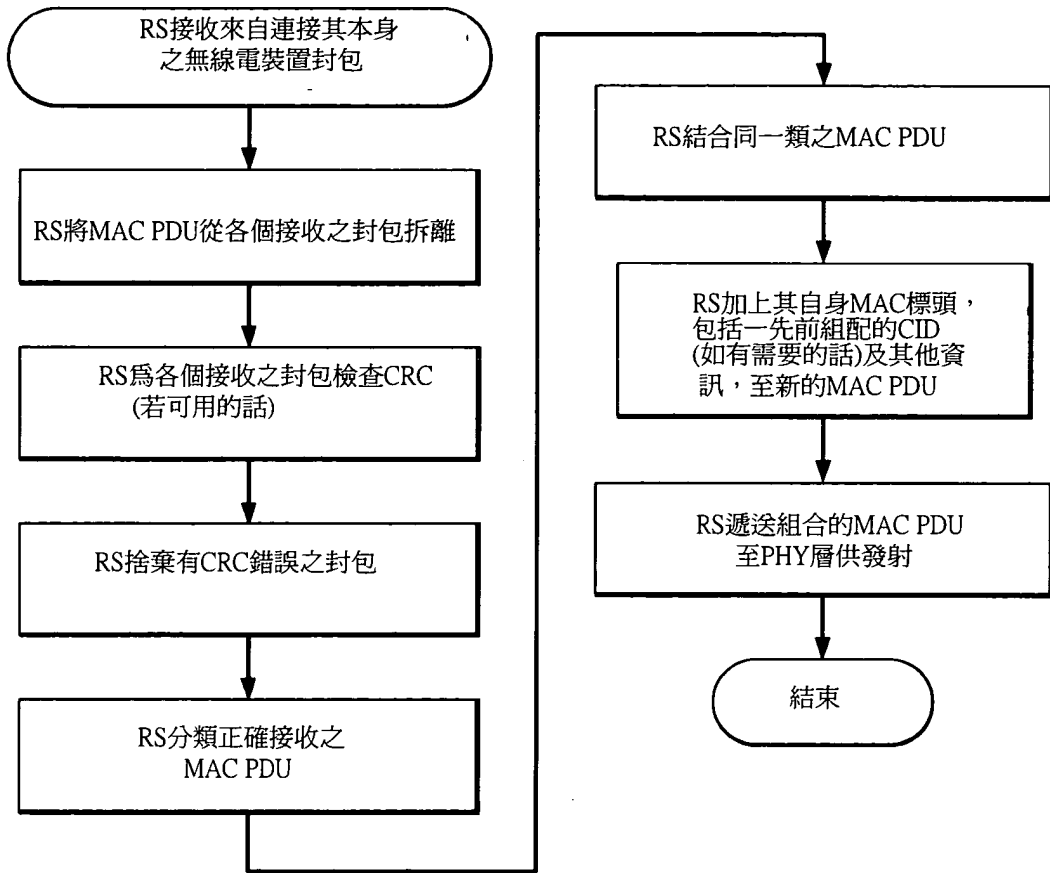 RS接收來自連接其本身
之無線電裝置封包
RS將MAC PDU從各個接收之封包拆離
RS爲各個接收之封包檢查CRC
(若可用的話)
RS捨棄有CRC錯誤之封包
RS分類正確接收之
MAC PDU
RS結合同一類之MAC PDU
RS加上其自身MAC標頭，
包括一先前組配的CID
(如有需要的話)及其他資
訊，至新的MAC PDU
RS遞送組合的MAC PDU
至PHY層供發射
結束